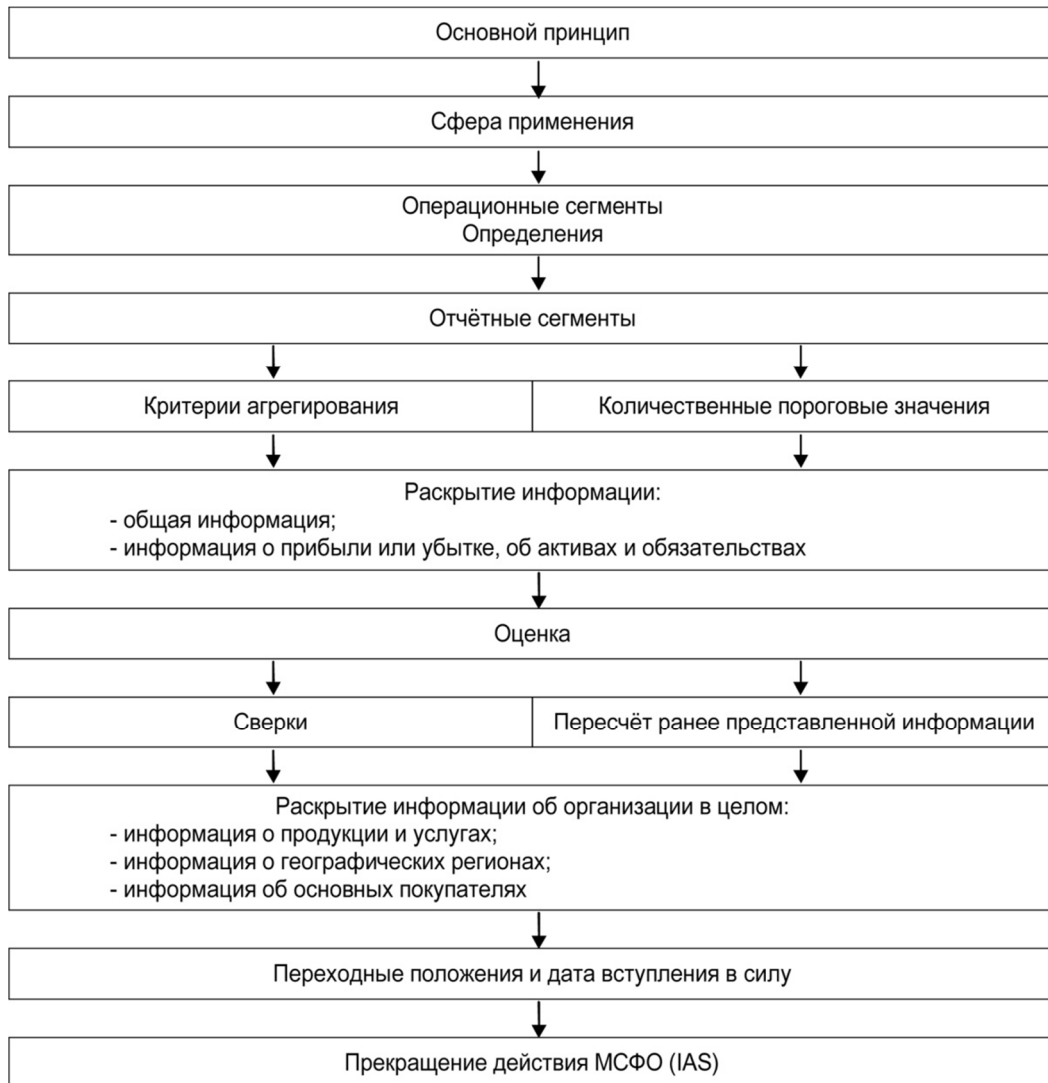 Основной принцип
Сфера применения
Операционные сегменты
Определения
Отчётные сегменты
Критерии агрегирования
Количественные пороговые значения
Раскрытие информации:
- общая информация;
- информация о прибыли или убытке, об активах и обязательствах
Оценка
Сверки
Пересчёт ранее представленной информации
Раскрытие информации об организации в целом:
- информация о продукции и услугах;
- информация о географических регионах;
- информация об основных покупателях
Переходные положения и дата вступления в силу
Прекращение действия МСФО (IAS)